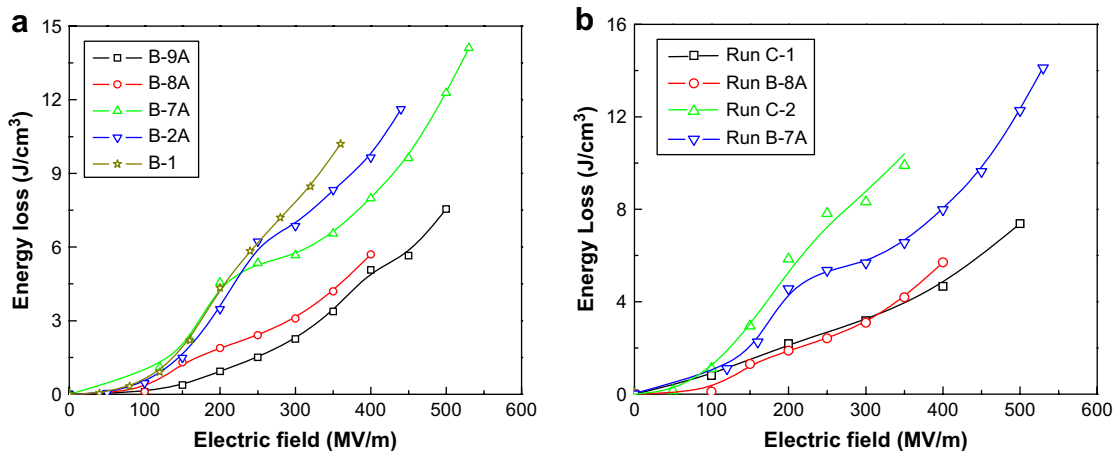 a
15
12
9
6
3
0
Energy loss (J/cm³)
B-9A
B-8A
B-7A
B-2A
B-1
0 100 200 300 400 500 600
Electric field (MV/m)
b
16
12
8
4
0
Energy Loss (J/cm³)
Run C-1
Run B-8A
Run C-2
Run B-7A
0 100 200 300 400 500 600
Electric field (MV/m)